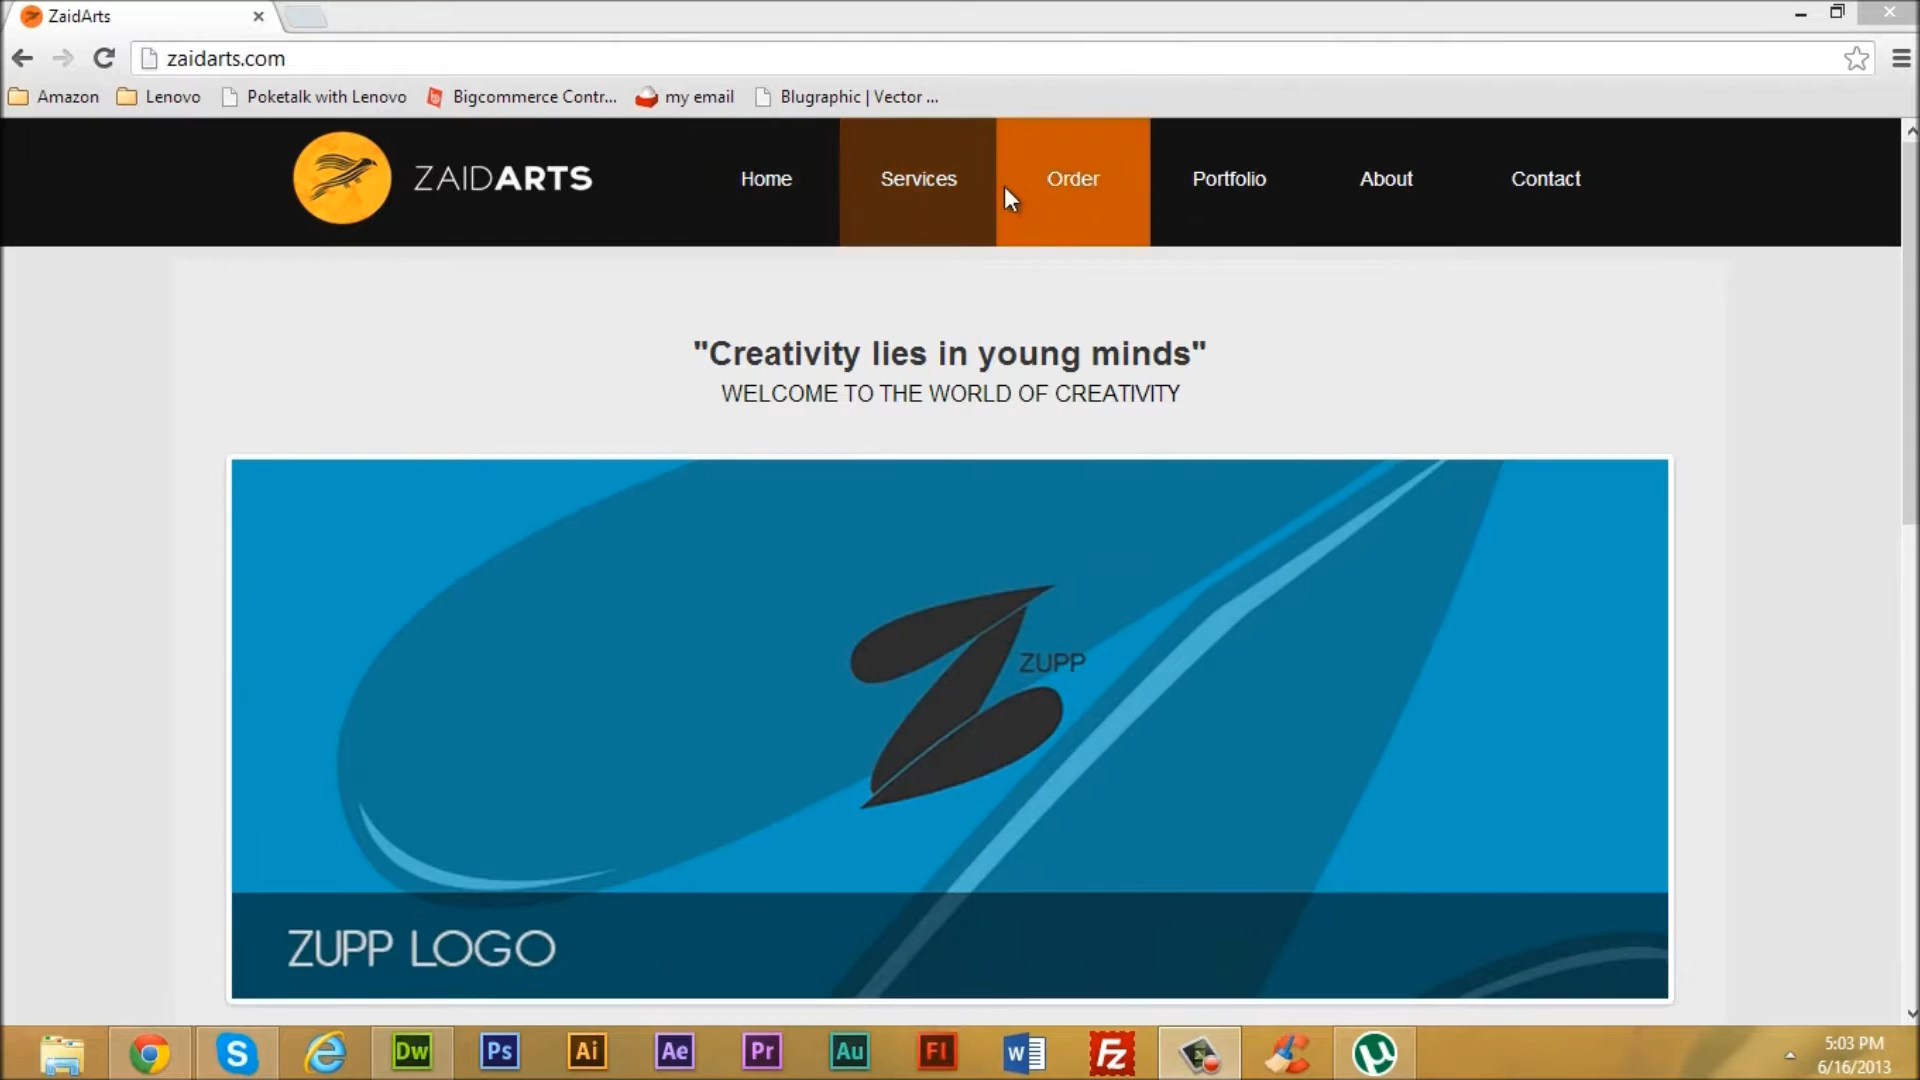 ZaidArts
zaidarts.com
Amazon Lenovo Poketalk with Lenovo Bigcommerce Contr... my email Blugraphic | Vector ...
ZAIDARTS Home Services Order Portfolio About Contact
"Creativity lies in young minds"
WELCOME TO THE WORLD OF CREATIVITY
ZUPP
ZUPP LOGO
S Dw Ps Ai Ae Pr Au Fl W Fz µ
5:03 PM
6/16/2013